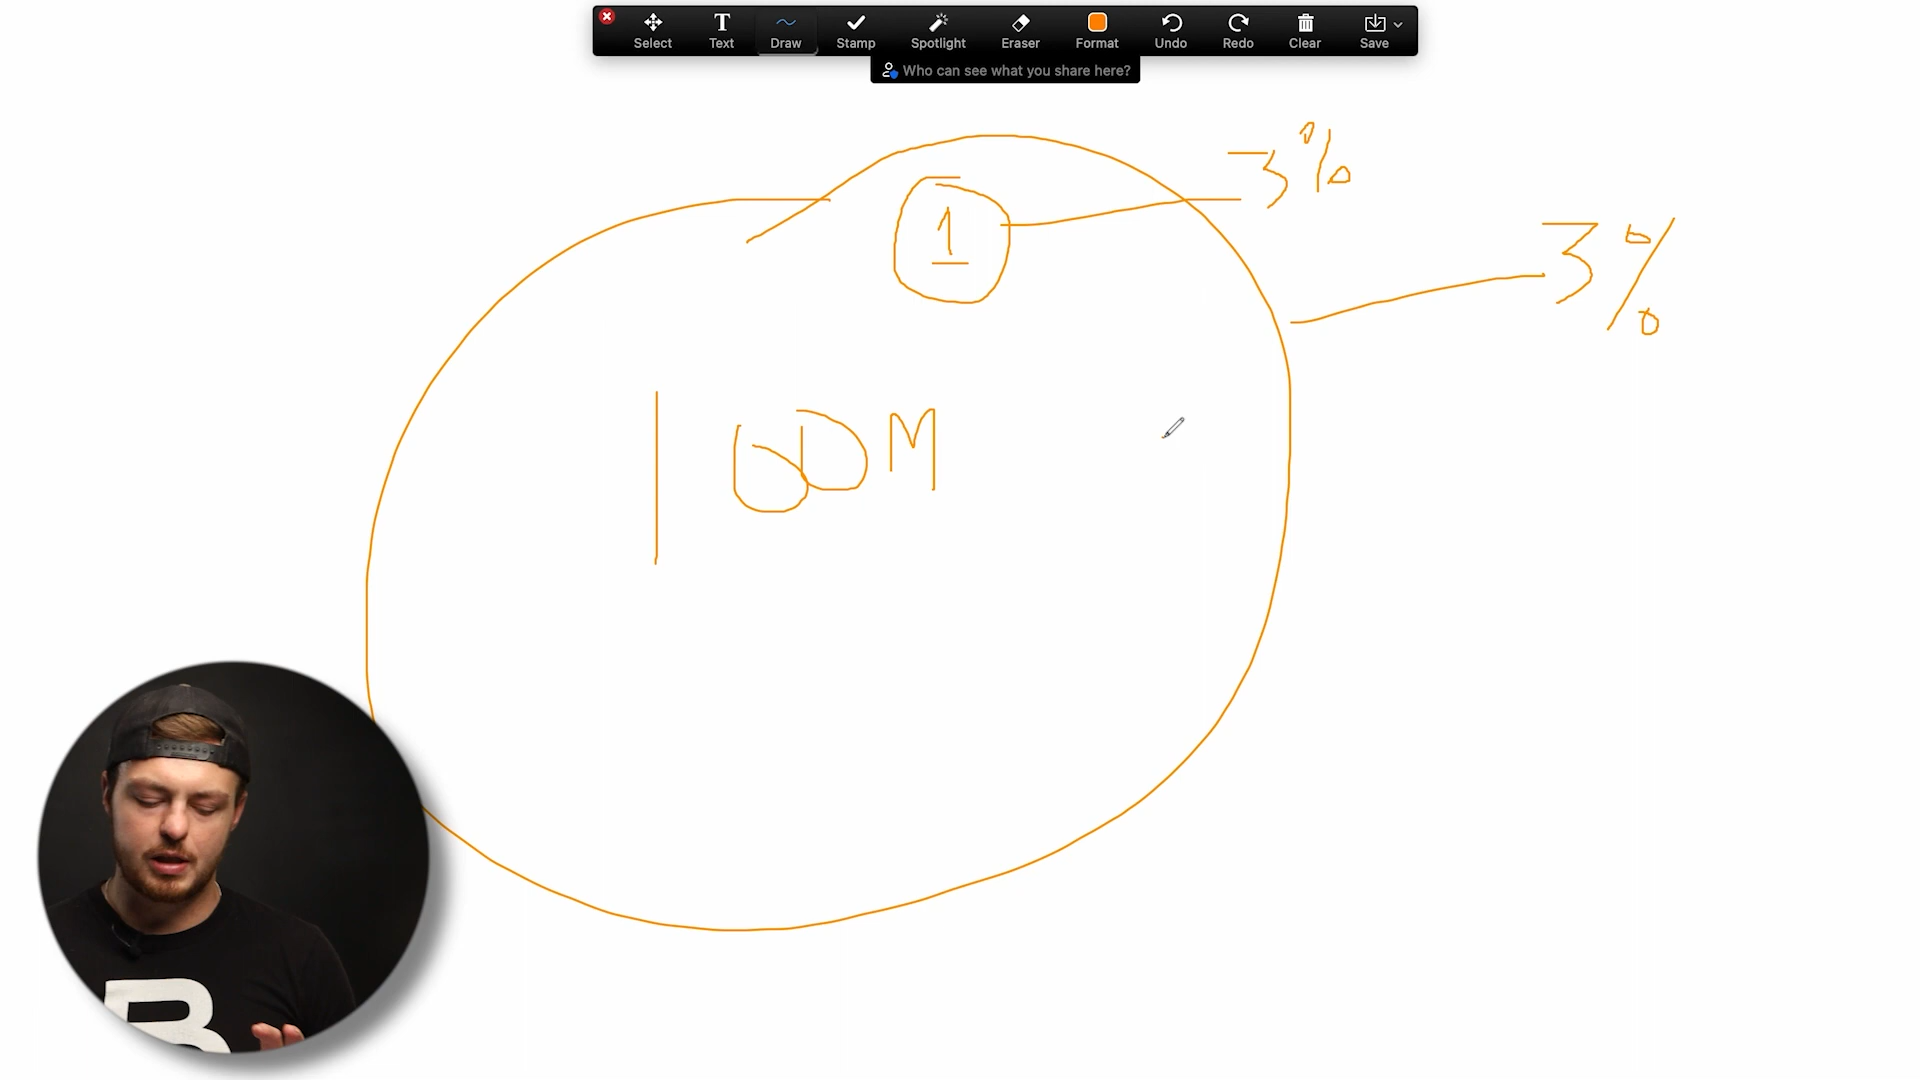 Select Text Draw Stamp Spotlight Eraser Format Undo Redo Clear Save
Who can see what you share here?
3%
1
3%
100M
B